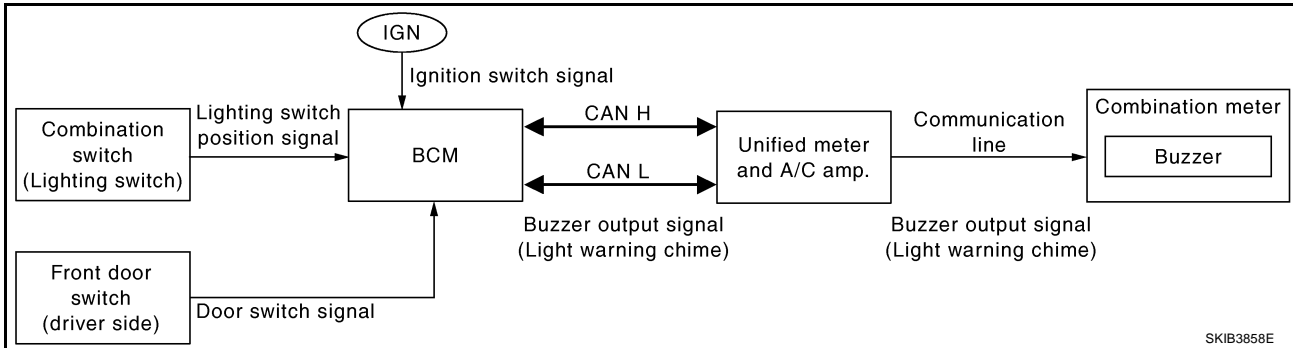 IGN
Ignition switch signal
Combination
switch
(Lighting switch)
Lighting switch
position signal
BCM
CAN H
CAN L
Buzzer output signal
(Light warning chime)
Unified meter
and A/C amp.
Communication
line
Buzzer output signal
(Light warning chime)
Combination meter
Buzzer
Front door
switch
(driver side)
Door switch signal
SKIB3858E